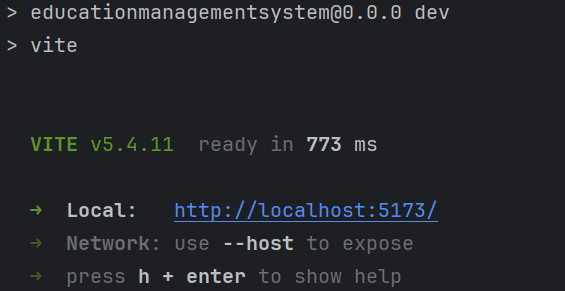 > educationmanagementsystem@0.0.0 dev
> vite
VITE v5.4.11 ready in 773 ms
➜ Local: http://localhost:5173/
➜ Network: use --host to expose
➜ press h + enter to show help